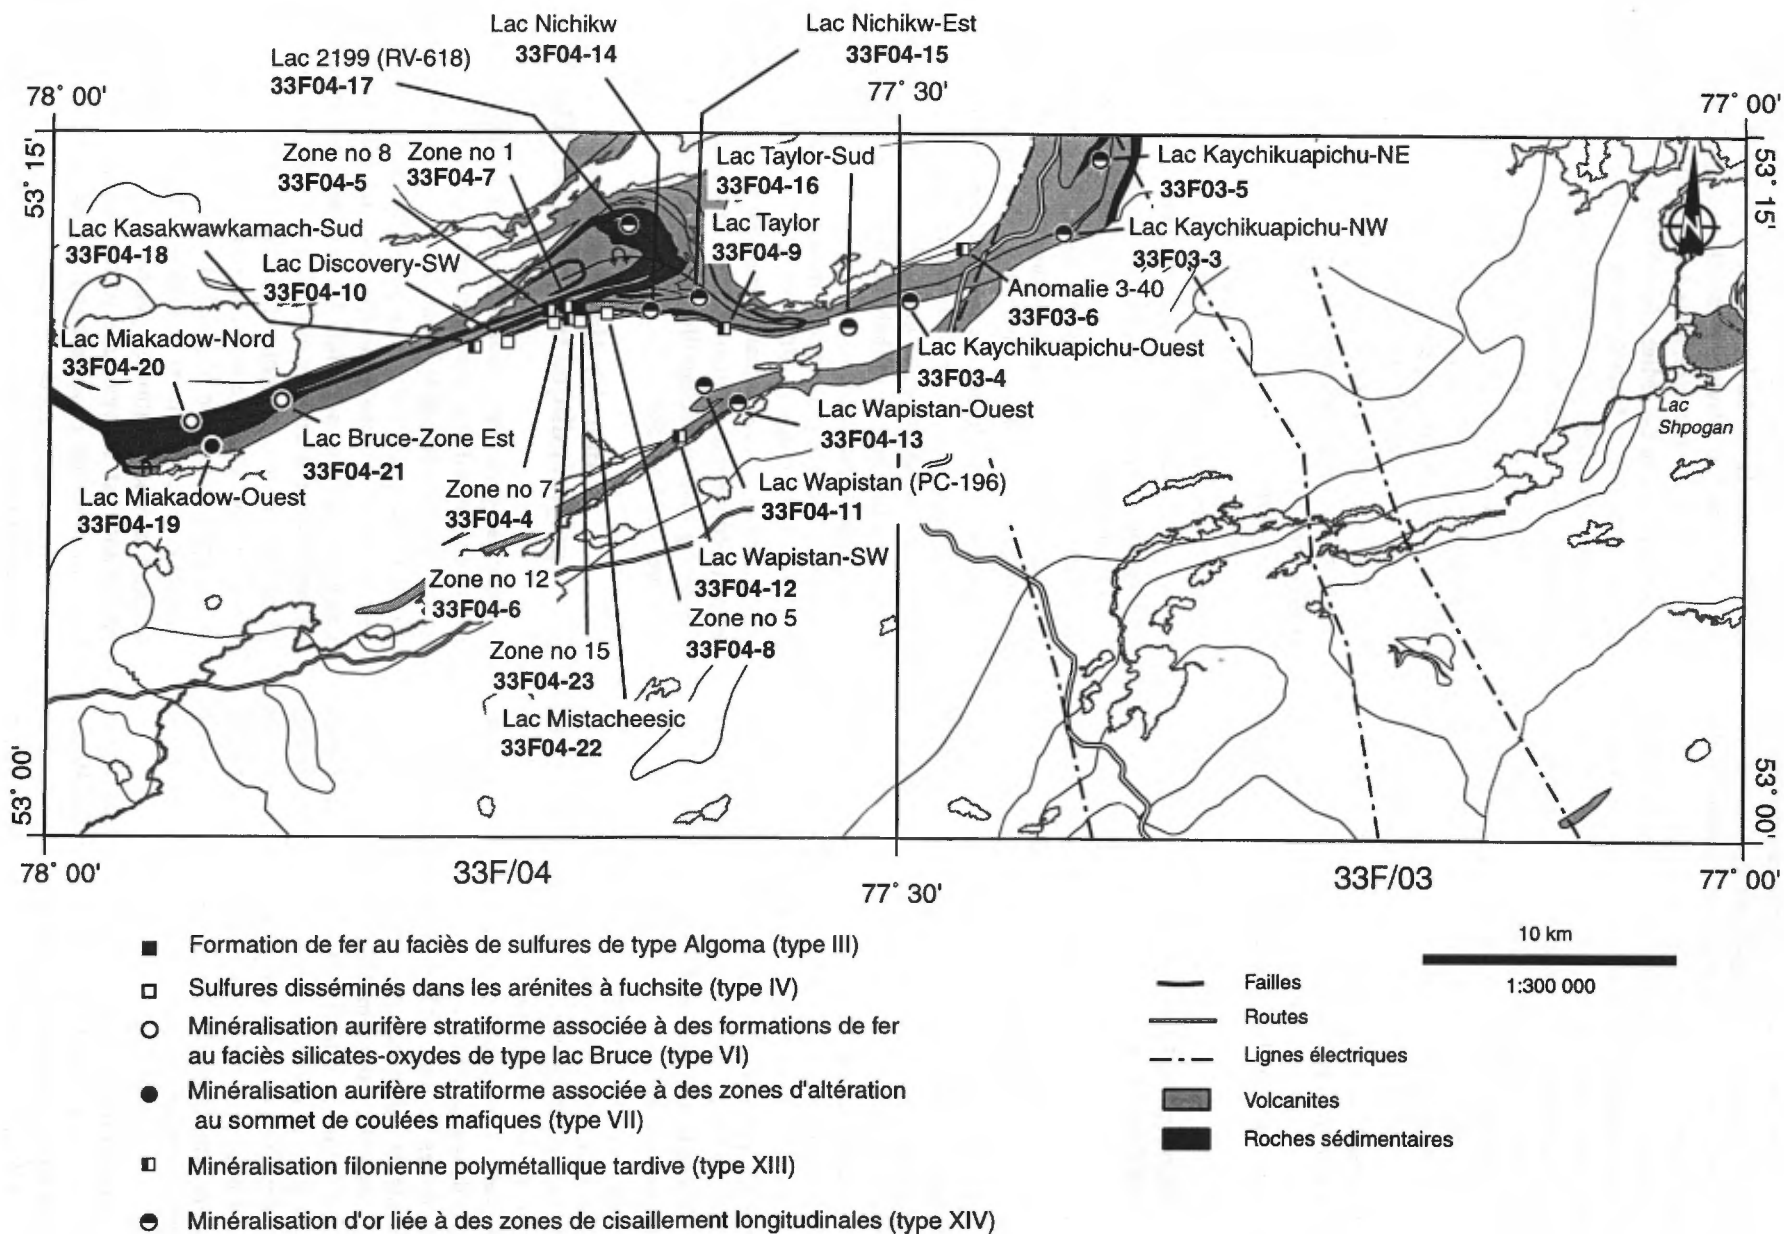 Lac Nichikw
33F04-14
Lac Nichikw-Est
33F04-15
Lac 2199 (RV-618)
33F04-17
78° 00'
77° 30'
77° 00'
53° 15'
53° 15'
Zone no 8
33F04-5
Zone no 1
33F04-7
Lac Taylor-Sud
33F04-16
Lac Kaychikuapichu-NE
33F03-5
Lac Kasakwawkamach-Sud
33F04-18
Lac Taylor
33F04-9
Lac Kaychikuapichu-NW
33F03-3
N
Lac Discovery-SW
33F04-10
Anomalie 3-40
33F03-6
Lac Miakadow-Nord
33F04-20
Lac Kaychikuapichu-Ouest
33F03-4
Lac Wapistan-Ouest
33F04-13
Lac
Shpogan
Lac Bruce-Zone Est
33F04-21
Lac Miakadow-Ouest
33F04-19
Zone no 7
33F04-4
Lac Wapistan (PC-196)
33F04-11
Lac Wapistan-SW
33F04-12
Zone no 12
33F04-6
Zone no 5
33F04-8
Zone no 15
33F04-23
Lac Mistacheesic
33F04-22
53° 00'
53° 00'
78° 00'
33F/04
77° 30'
33F/03
77° 00'
Formation de fer au faciès de sulfures de type Algoma (type III)
Sulfures disséminés dans les arénites à fuchsite (type IV)
Minéralisation aurifère stratiforme associée à des formations de fer
au faciès silicates-oxydes de type lac Bruce (type VI)
Minéralisation aurifère stratiforme associée à des zones d'altération
au sommet de coulées mafiques (type VII)
Minéralisation filonienne polymétallique tardive (type XIII)
Minéralisation d'or liée à des zones de cisaillement longitudinales (type XIV)
10 km
1:300 000
Failles
Routes
Lignes électriques
Volcanites
Roches sédimentaires